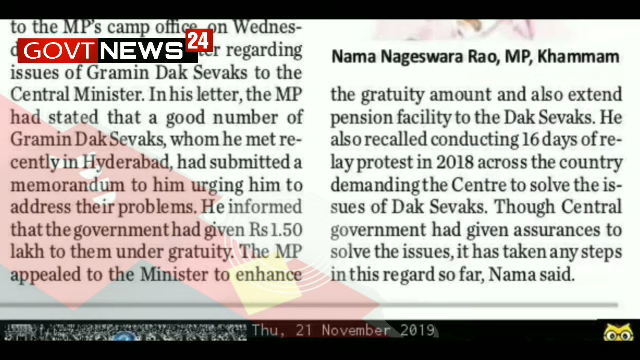 to the MP's camp office, on Wednes-
GOVT NEWS 24
er regarding
issues of Gramin Dak Sevaks to the
Central Minister. In his letter, the MP
had stated that a good number of
Gramin Dak Sevaks, whom he met re-
cently in Hyderabad, had submitted a
memorandum to him urging him to
address their problems. He informed
that the government had given Rs 1.50
lakh to them under gratuity. The MP
appealed to the Minister to enhance
Nama Nageswara Rao, MP, Khammam
the gratuity amount and also extend
pension facility to the Dak Sevaks. He
also recalled conducting 16 days of re-
lay protest in 2018 across the country
demanding the Centre to solve the is-
sues of Dak Sevaks. Though Central
government had given assurances to
solve the issues, it has taken any steps
in this regard so far, Nama said.
Thu, 21 November 2019